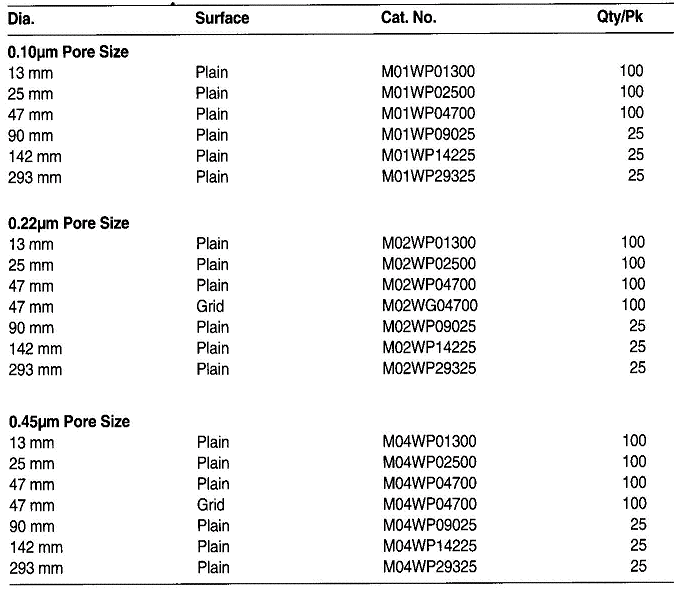 Dia. Surface Cat. No. Qty/Pk
0.10µm Pore Size
13 mm Plain M01WP01300 100
25 mm Plain M01WP02500 100
47 mm Plain M01WP04700 100
90 mm Plain M01WP09025 25
142 mm Plain M01WP14225 25
293 mm Plain M01WP29325 25
0.22µm Pore Size
13 mm Plain M02WP01300 100
25 mm Plain M02WP02500 100
47 mm Plain M02WP04700 100
47 mm Grid M02WG04700 100
90 mm Plain M02WP09025 25
142 mm Plain M02WP14225 25
293 mm Plain M02WP29325 25
0.45µm Pore Size
13 mm Plain M04WP01300 100
25 mm Plain M04WP02500 100
47 mm Plain M04WP04700 100
47 mm Grid M04WP04700 100
90 mm Plain M04WP09025 25
142 mm Plain M04WP14225 25
293 mm Plain M04WP29325 25